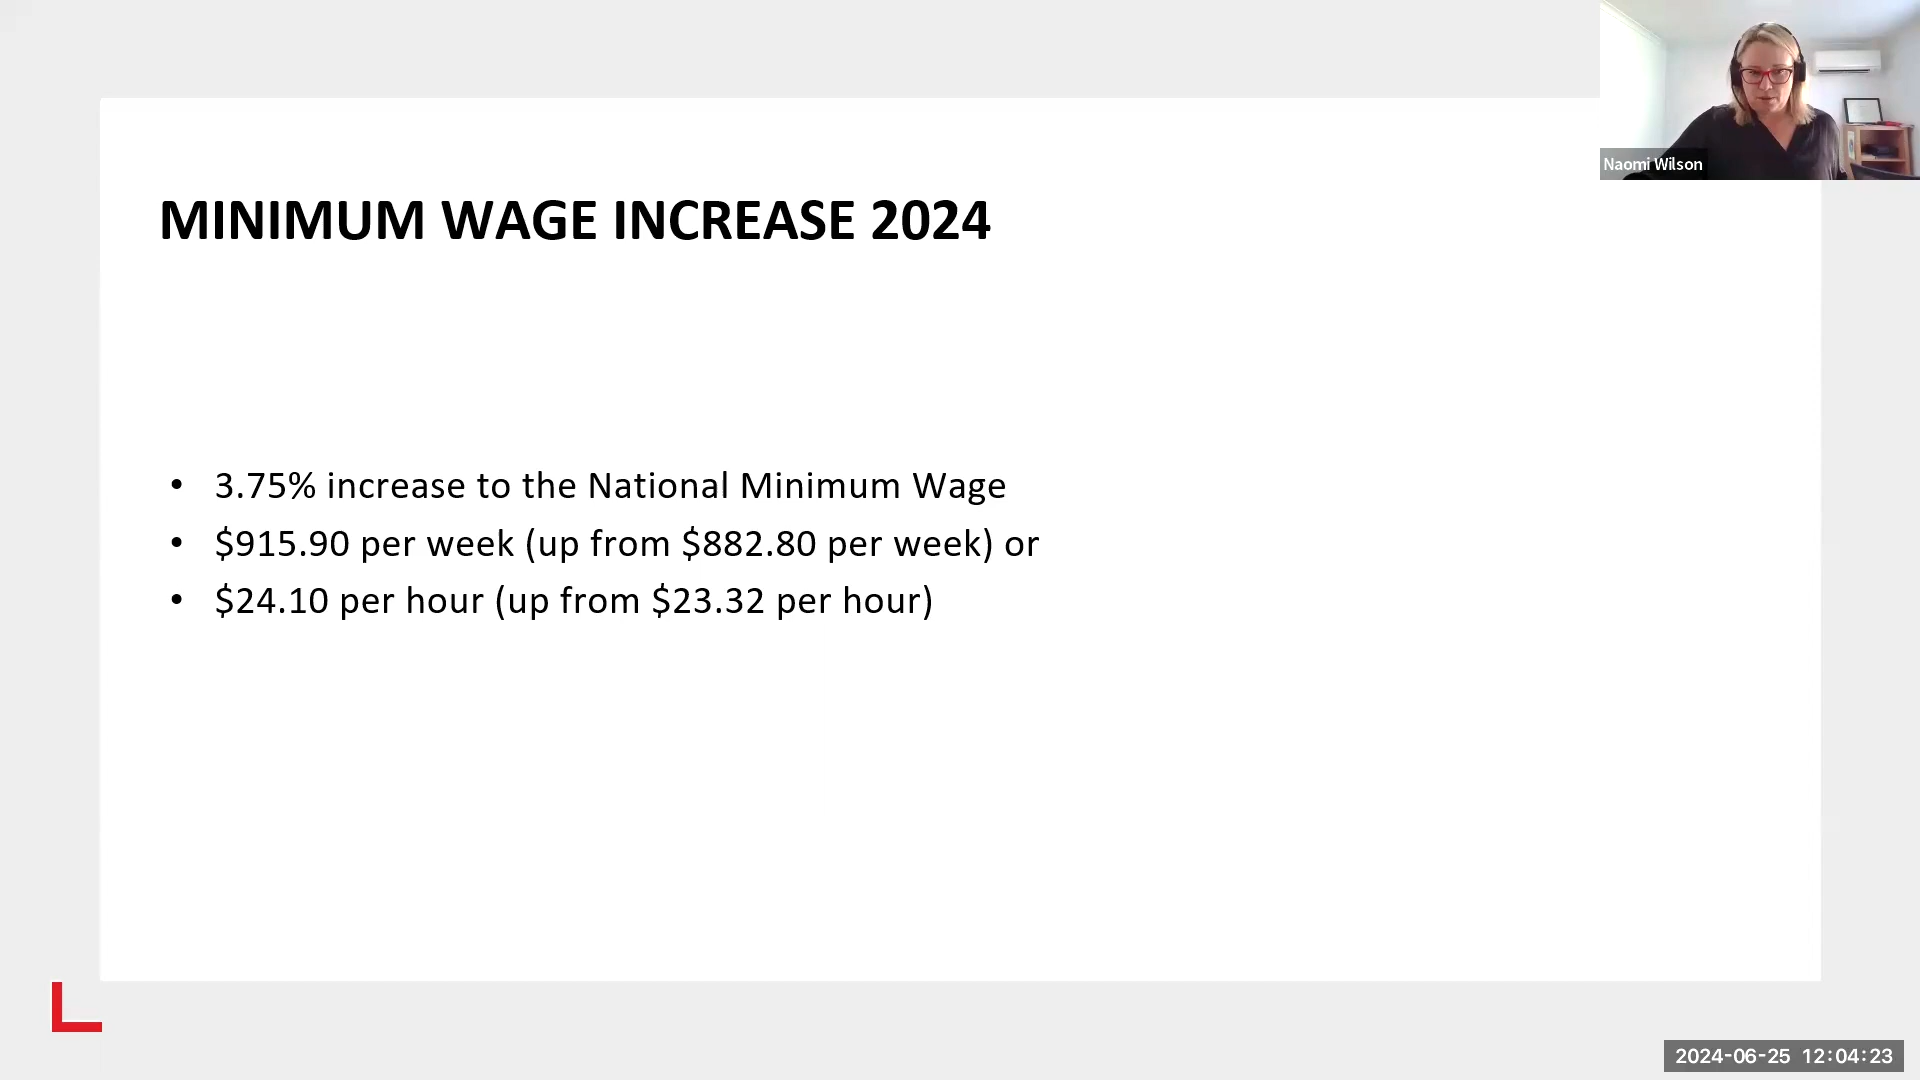 Naomi Wilson
MINIMUM WAGE INCREASE 2024
• 3.75% increase to the National Minimum Wage
• $915.90 per week (up from $882.80 per week) or
• $24.10 per hour (up from $23.32 per hour)
2024-06-25 12:04:23